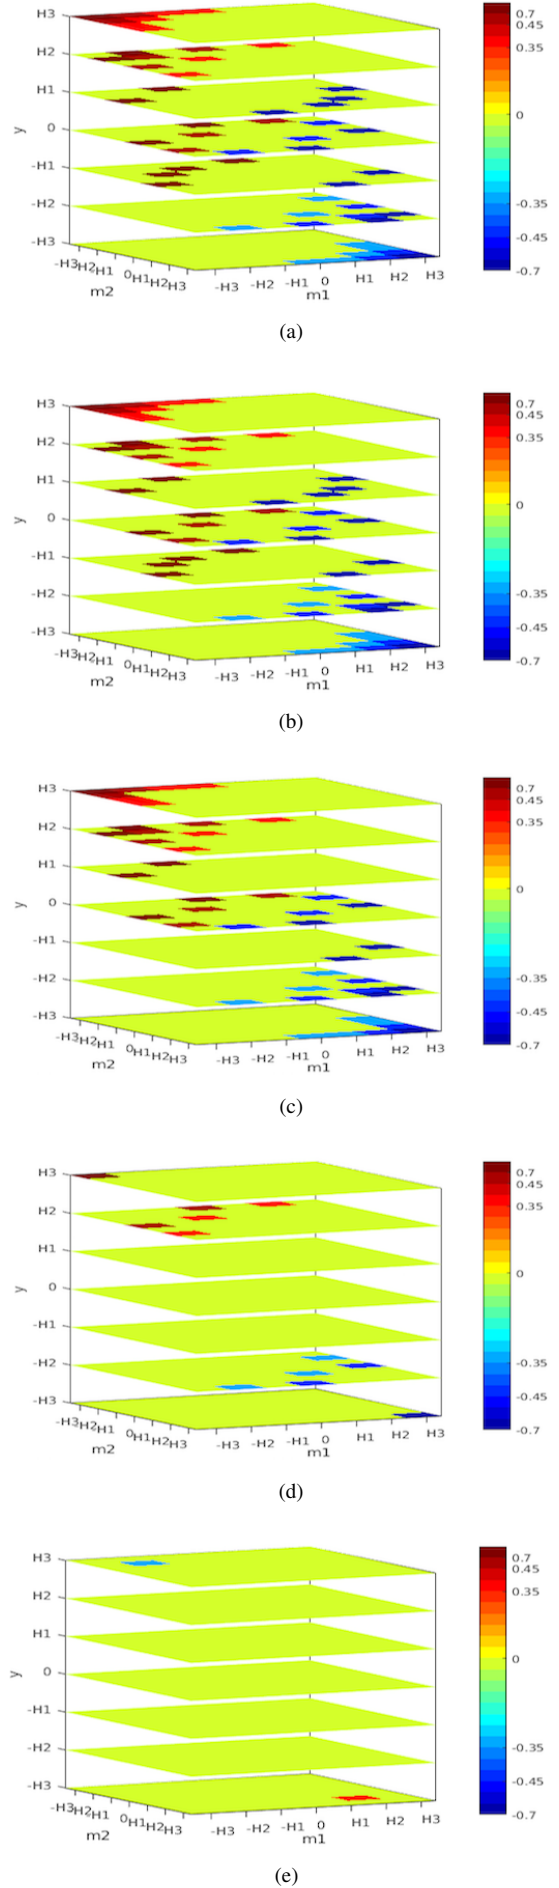 H3
H2
H1
0
-H1
-H2
-H3
y
-H3 H2 H1 0 H1 H2 H3
m2
-H3 -H2 -H1 0 H1 H2 H3
m1
0.7
0.45
0.35
0
-0.35
-0.45
-0.7
(a)
H3
H2
H1
0
-H1
-H2
-H3
y
-H3 H2 H1 0 H1 H2 H3
m2
-H3 -H2 -H1 0 H1 H2 H3
m1
0.7
0.45
0.35
0
-0.35
-0.45
-0.7
(b)
H3
H2
H1
0
-H1
-H2
-H3
y
-H3 H2 H1 0 H1 H2 H3
m2
-H3 -H2 -H1 0 H1 H2 H3
m1
0.7
0.45
0.35
0
-0.35
-0.45
-0.7
(c)
H3
H2
H1
0
-H1
-H2
-H3
y
-H3 H2 H1 0 H1 H2 H3
m2
-H3 -H2 -H1 0 H1 H2 H3
m1
0.7
0.45
0.35
0
-0.35
-0.45
-0.7
(d)
H3
H2
H1
0
-H1
-H2
-H3
y
-H3 H2 H1 0 H1 H2 H3
m2
-H3 -H2 -H1 0 H1 H2 H3
m1
0.7
0.45
0.35
0
-0.35
-0.45
-0.7
(e)